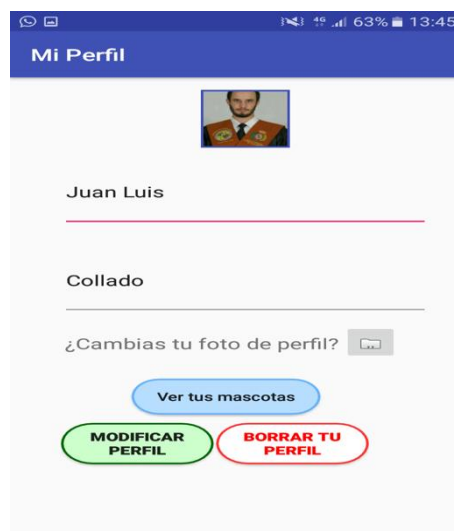 4G 63% 13:45
Mi Perfil
Juan Luis
Collado
¿Cambias tu foto de perfil?
Ver tus mascotas
MODIFICAR
PERFIL
BORRAR TU
PERFIL